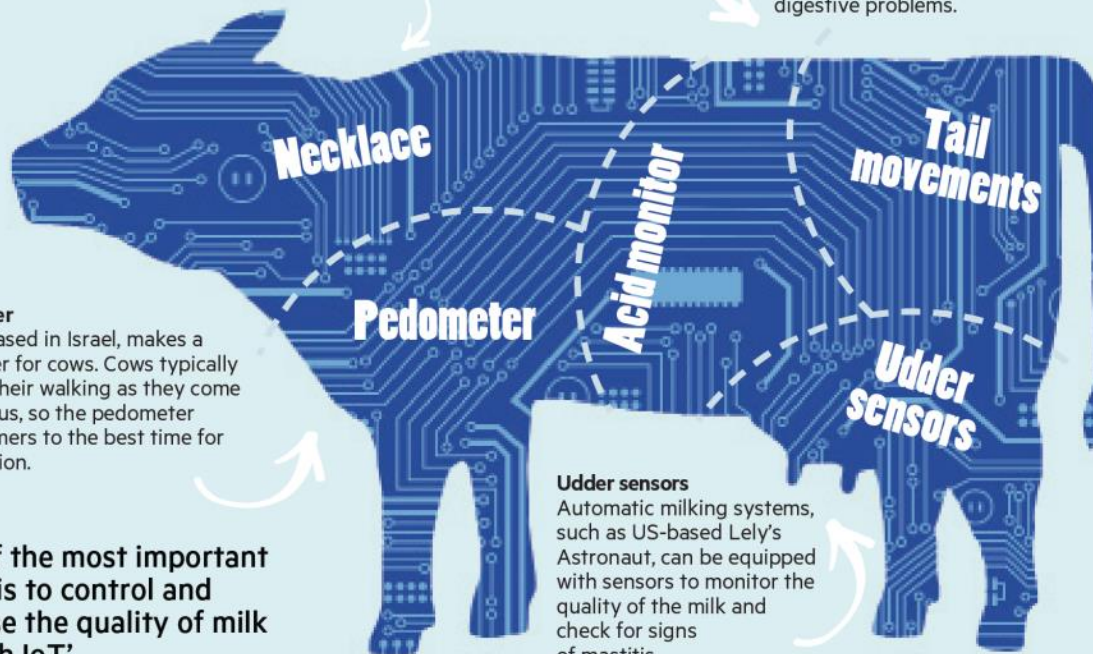 digestive problems.
Necklace
Tail
movements
Acid monitor
Pedometer
Udder
sensors
er
ased in Israel, makes a
er for cows. Cows typically
heir walking as they come
us, so the pedometer
ners to the best time for
ion.
Udder sensors
Automatic milking systems,
such as US-based Lely’s
Astronaut, can be equipped
with sensors to monitor the
quality of the milk and
check for signs
of mastitis
f the most important
is to control and
e the quality of milk
h IoT’